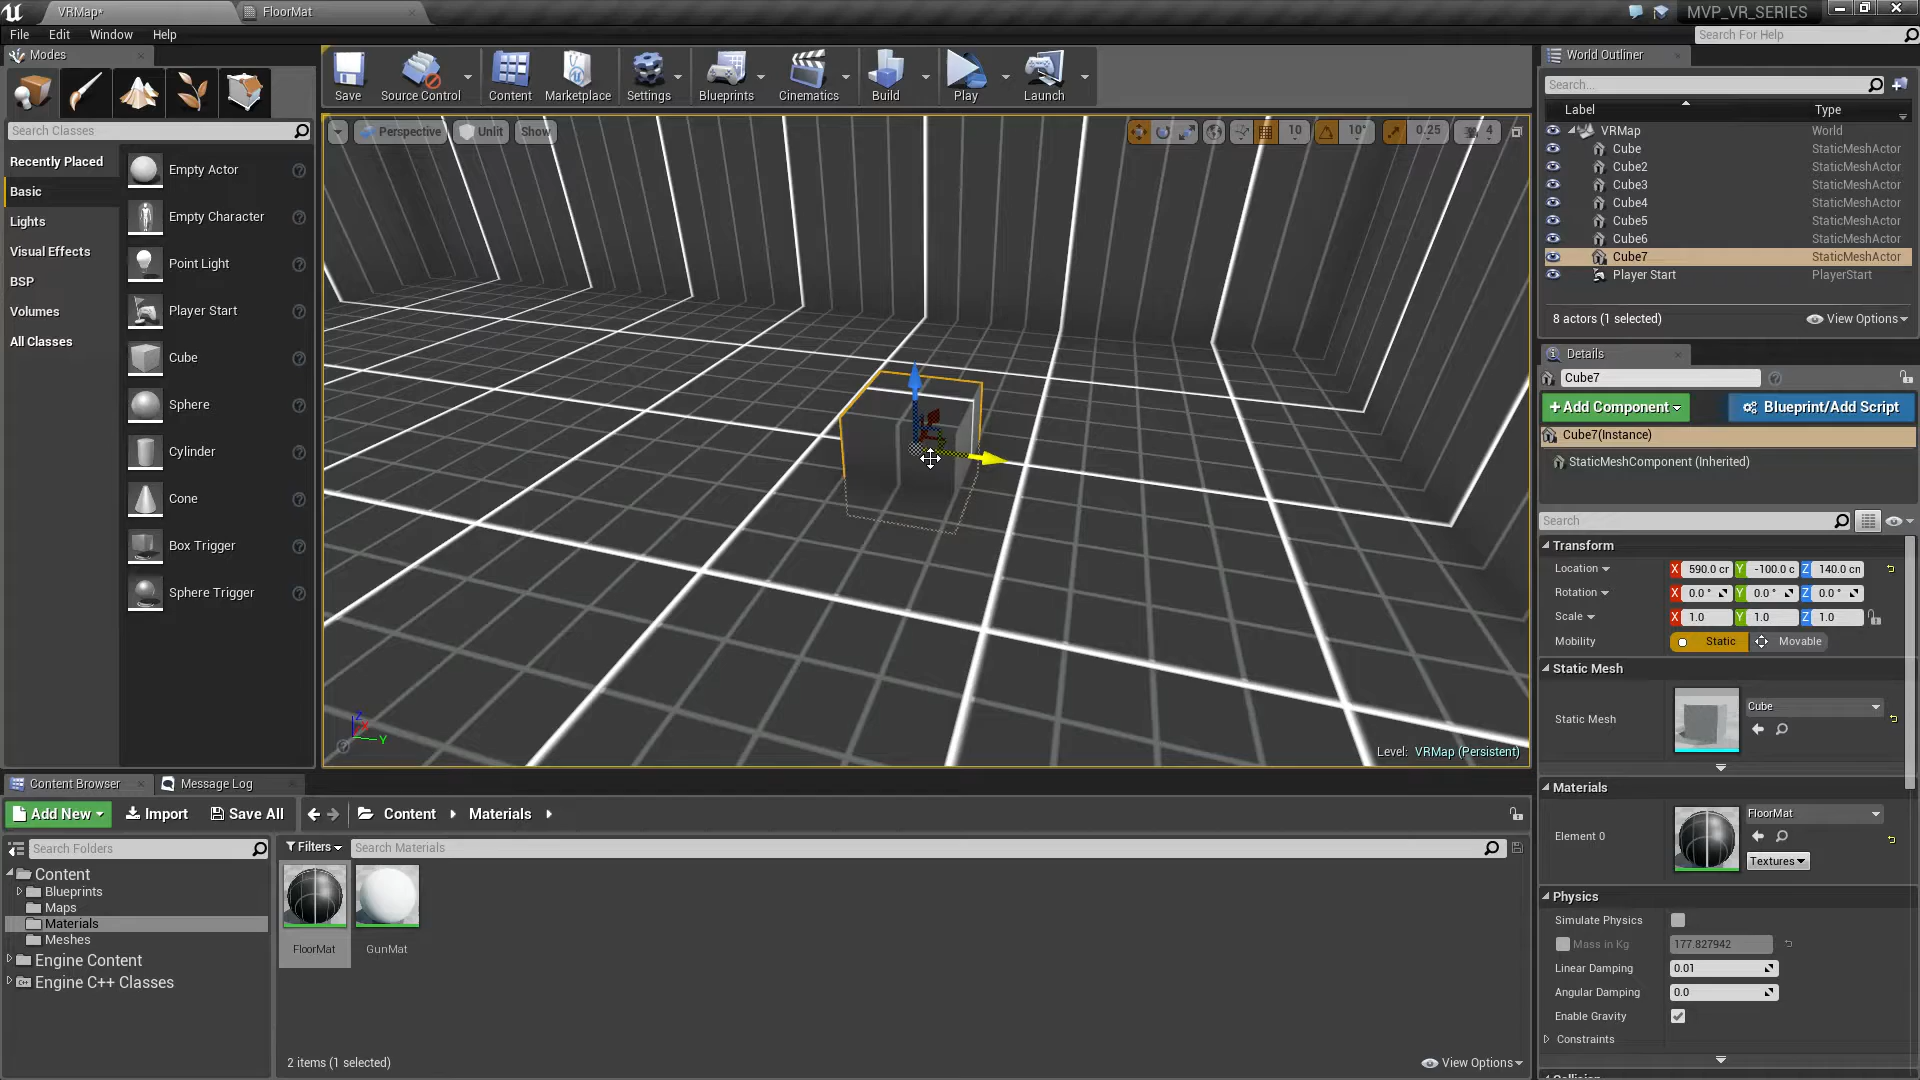 VRMap*
FloorMat
MVP_VR_SERIES
File Edit Window Help
Search For Help
Modes
Save
Source Control
Content
Marketplace
Settings
Blueprints
Cinematics
Build
Play
Launch
Search Classes
Recently Placed
Basic
Lights
Visual Effects
BSP
Volumes
All Classes
Empty Actor
Empty Character
Point Light
Player Start
Cube
Sphere
Cylinder
Cone
Box Trigger
Sphere Trigger
Perspective
Unlit
Show
10
10°
0.25
4
Z
Y
Level: VRMap (Persistent)
World Outliner
Search...
Label Type
VRMap World
Cube StaticMeshActor
Cube2 StaticMeshActor
Cube3 StaticMeshActor
Cube4 StaticMeshActor
Cube5 StaticMeshActor
Cube6 StaticMeshActor
Cube7 StaticMeshActor
Player Start PlayerStart
8 actors (1 selected)
View Options
Details
Cube7
+Add Component
Blueprint/Add Script
Cube7(Instance)
StaticMeshComponent (Inherited)
Search
Transform
Location X 590.0 cr Y -100.0 c Z 140.0 cn
Rotation X 0.0 ° Y 0.0 ° Z 0.0 °
Scale X 1.0 Y 1.0 Z 1.0
Mobility Static Movable
Static Mesh
Static Mesh
Cube
Materials
Element 0
FloorMat
Textures
Physics
Simulate Physics
Mass in Kg 177.827942
Linear Damping 0.01
Angular Damping 0.0
Enable Gravity
Constraints
Content Browser
Message Log
Add New
Import
Save All
Content
Materials
Search Folders
Filters
Search Materials
Content
Blueprints
Maps
Materials
Meshes
Engine Content
Engine C++ Classes
FloorMat
GunMat
2 items (1 selected)
View Options